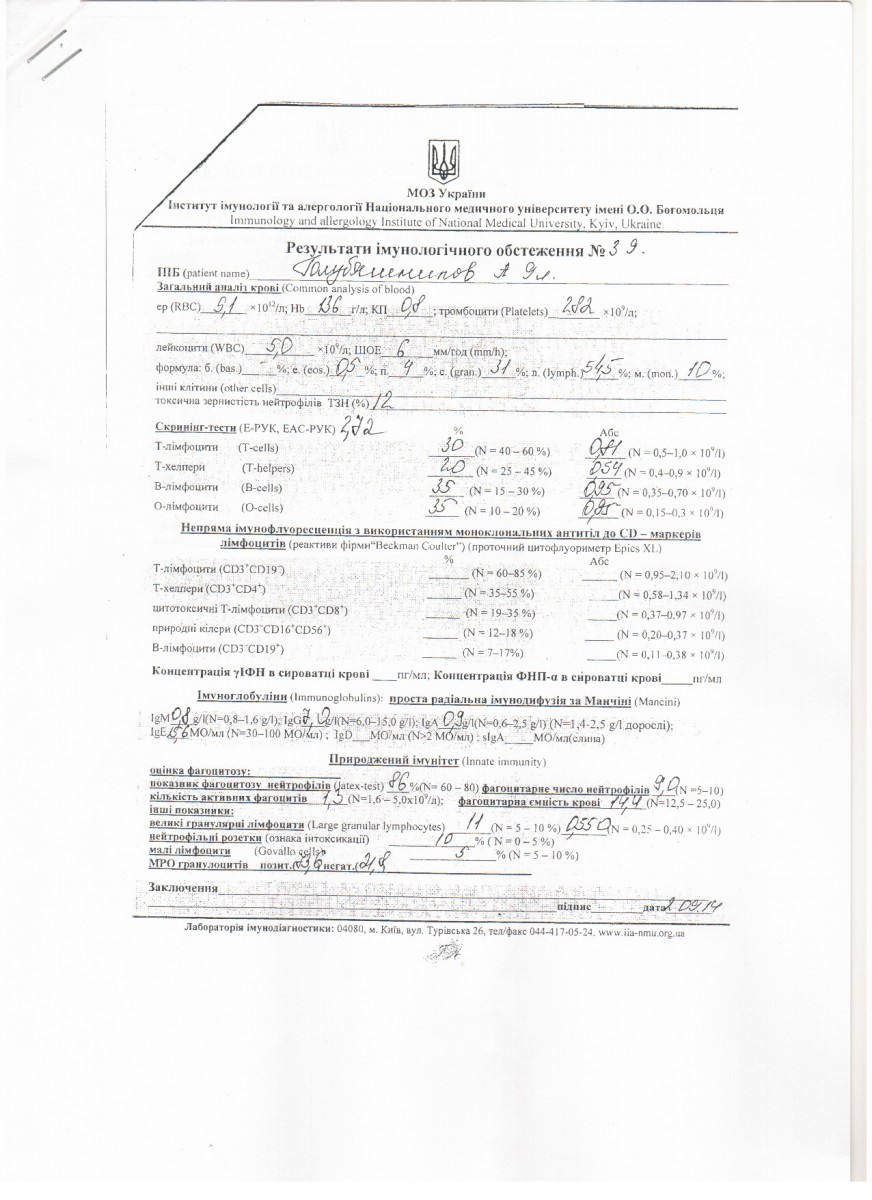 МОЗ України
Інститут імунології та алергології Національного медичного університету імені О.О. Богомольця
Immunology and allergology Institute of National Medical University, Kyiv, Ukraine
Результати імунологічного обстеження № 39.
ПІБ (patient name) А 9л.
Загальний аналіз крові (Common analysis of blood)
ер (RBC) 5,1 ×10¹²/л; Hb 136 г/л; КП 0,8; тромбоцити (Platelets) 282 ×10⁹/л;
лейкоцити (WBC) 5,0 ×10⁹/л; ШОЕ 6 мм/год (mm/h);
формула: б. (bas.) - %; е. (eos.) 0,5 %; п. 4 %; с. (gran.) 31 %; л. (lymph.) 54,5 %; м. (mon.) 10 %;
інші клітини (other cells)
токсична зернистість нейтрофілів ТЗН (%) 12
Скринінг-тести (Е-РУК, ЕАС-РУК) 2,72 % Абс
Т-лімфоцити (T-cells) 30 (N = 40 – 60 %) 0,81 (N = 0,5–1,0 × 10⁹/l)
Т-хелпери (T-helpers) 20 (N = 25 – 45 %) 0,54 (N = 0,4–0,9 × 10⁹/l)
В-лімфоцити (B-cells) 35 (N = 15 – 30 %) 0,95 (N = 0,35–0,70 × 10⁹/l)
О-лімфоцити (O-cells) 35 (N = 10 – 20 %) 0,95 (N = 0,15–0,3 × 10⁹/l)
Непряма імунофлуоресценція з використанням моноклональних антитіл до CD – маркерів
лімфоцитів (реактиви фірми"Beckman Coulter") (проточний цитофлуориметр Epics XL)
% Абс
Т-лімфоцити (CD3⁺CD19⁻) (N = 60–85 %) (N = 0,95–2,10 × 10⁹/l)
Т-хелпери (CD3⁺CD4⁺) (N = 35–55 %) (N = 0,58–1,34 × 10⁹/l)
цитотоксичні Т-лімфоцити (CD3⁺CD8⁺) (N = 19–35 %) (N = 0,37–0,97 × 10⁹/l)
природні кілери (CD3⁻CD16⁺CD56⁺) (N = 12–18 %) (N = 0,20–0,37 × 10⁹/l)
В-лімфоцити (CD3⁻CD19⁺) (N = 7–17%) (N = 0,11–0,38 × 10⁹/l)
Концентрація γІФН в сироватці крові пг/мл; Концентрація ФНП-α в сироватці крові пг/мл
Імуноглобуліни (Immunoglobulins): проста радіальна імунодифузія за Манчіні (Mancini)
IgM 0,8 g/l(N=0,8–1,6 g/l); IgG 7,0 g/l(N=6,0–15,0 g/l); IgA 0,9 g/l(N=0,6–2,5 g/l) (N=1,4-2,5 g/l дорослі);
IgE 156 МО/мл (N=30–100 МО/мл) ; IgD МО/мл (N>2 МО/мл) ; sIgA МО/мл(слина)
Природжений імунітет (Innate immunity)
оцінка фагоцитозу:
показник фагоцитозу нейтрофілів (latex-test) 86 %(N= 60 – 80) фагоцитарне число нейтрофілів 9,0 (N =5–10)
кількість активних фагоцитів 1,3 (N=1,6 – 5,0х10⁹/л); фагоцитарна ємність крові 14,4 (N=12,5 – 25,0)
інші показники:
великі гранулярні лімфоцити (Large granular lymphocytes) 11 (N = 5 – 10 %) 0,550 (N = 0,25 – 0,40 × 10⁹/l)
нейтрофільні розетки (ознака інтоксикації) 10 % ( N = 0 – 5 %)
малі лімфоцити (Govallo cells) 5 % (N = 5 – 10 %)
МРО гранулоцитів позит.( негат.( 21,8
Заключення
підпис дата 2 09.14
Лабораторія імунодіагностики: 04080, м. Київ, вул. Турівська 26, тел/факс 044-417-05-24. www.iia-nmu.org.ua